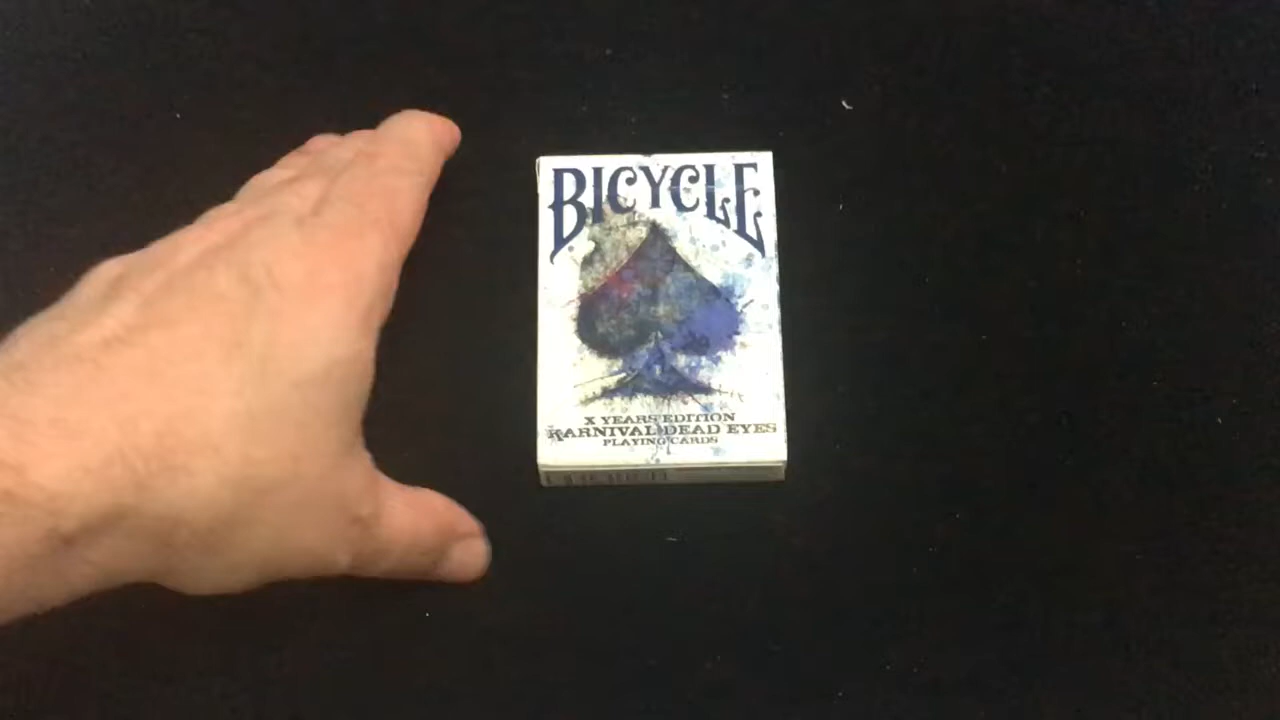 BICYCLE
X YEARS EDITION
KARNIVAL DEAD EYES
PLAYING CARDS